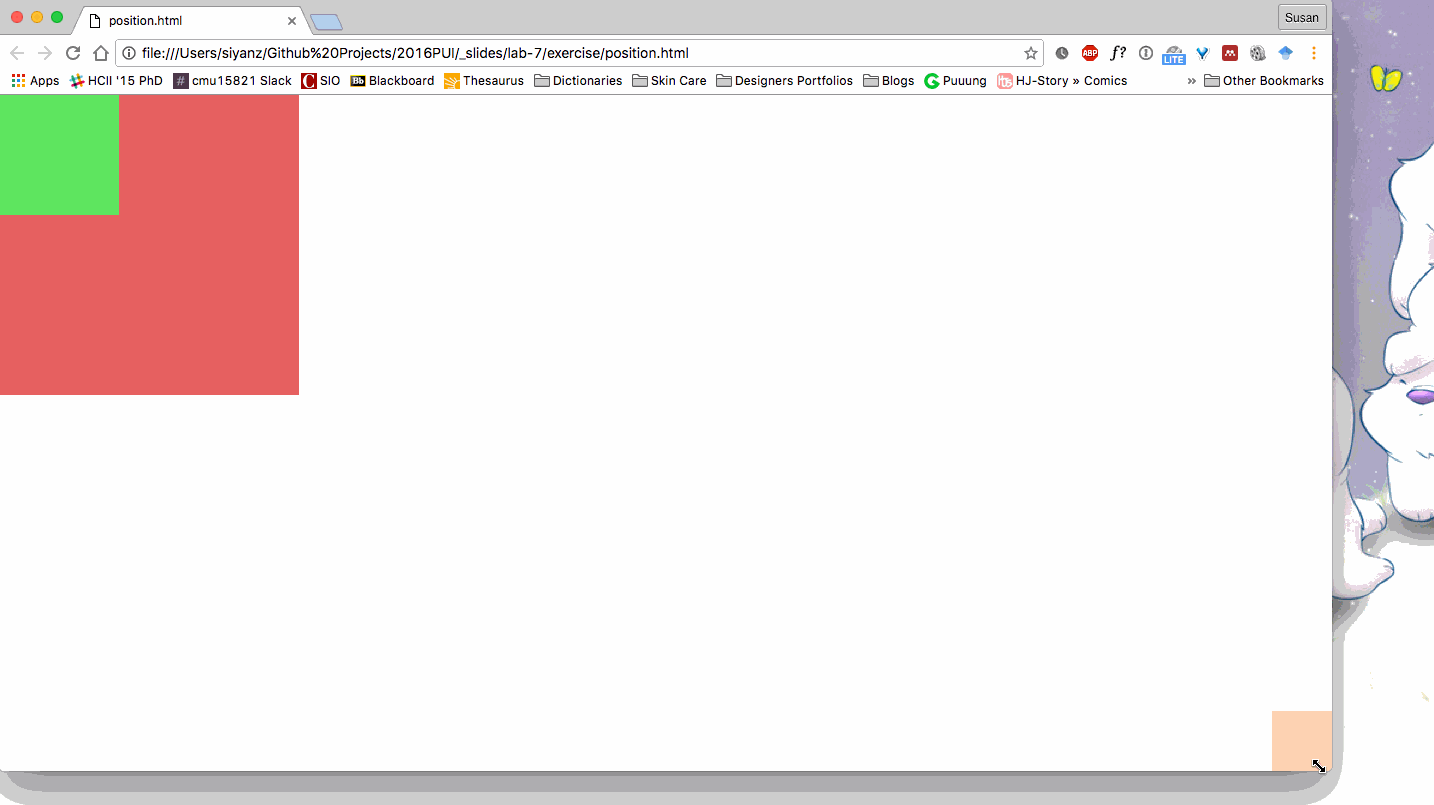 position.html
Susan
file:///Users/siyanz/Github%20Projects/2016PUI/_slides/lab-7/exercise/position.html
ABP f? LITE
Apps HCII '15 PhD # cmu15821 Slack C SIO Bb Blackboard Thesaurus Dictionaries Skin Care Designers Portfolios Blogs Puuung HJ-Story » Comics » Other Bookmarks